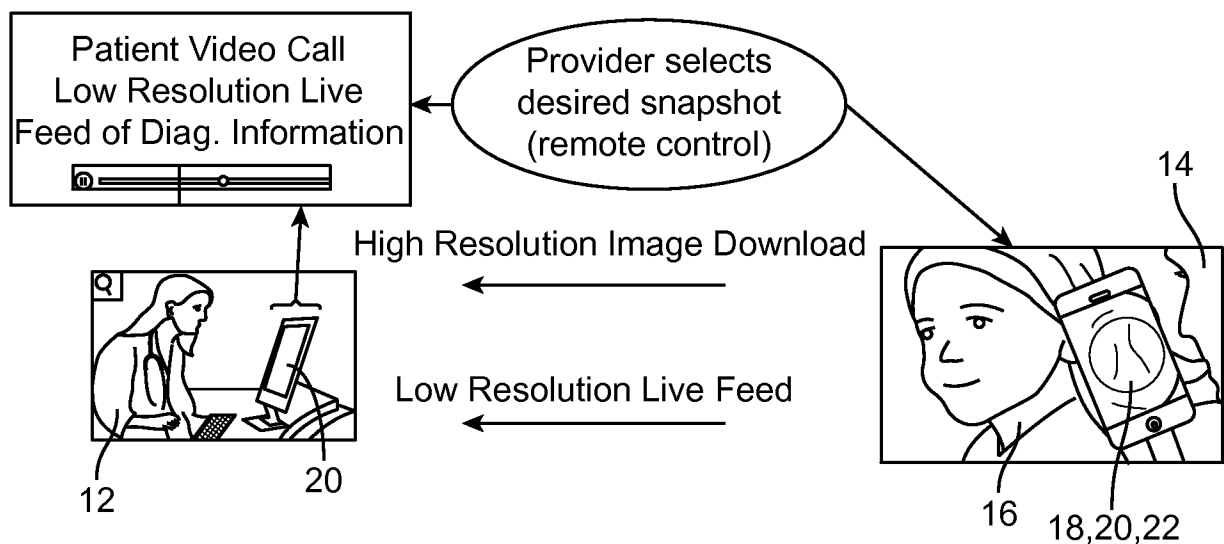 Patient Video Call
Low Resolution Live
Feed of Diag. Information
Provider selects
desired snapshot
(remote control)
14
High Resolution Image Download
Low Resolution Live Feed
12
20
16
18,20,22